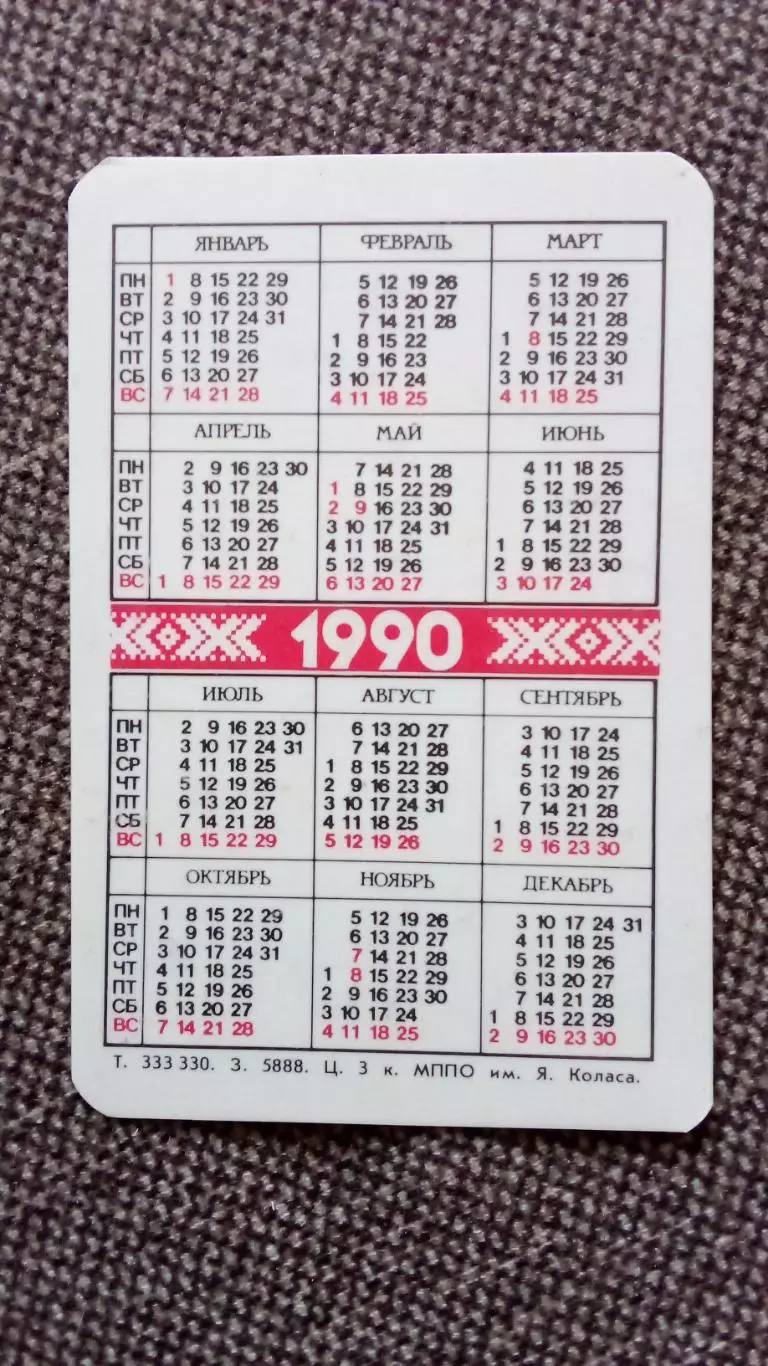 ЯНВАРЬ ФЕВРАЛЬ МАРТ
ПН 1 8 15 22 29 5 12 19 26 5 12 19 26
ВТ 2 9 16 23 30 6 13 20 27 6 13 20 27
СР 3 10 17 24 31 7 14 21 28 7 14 21 28
ЧТ 4 11 18 25 1 8 15 22 1 8 15 22 29
ПТ 5 12 19 26 2 9 16 23 2 9 16 23 30
СБ 6 13 20 27 3 10 17 24 3 10 17 24 31
ВС 7 14 21 28 4 11 18 25 4 11 18 25
АПРЕЛЬ МАЙ ИЮНЬ
ПН 2 9 16 23 30 7 14 21 28 4 11 18 25
ВТ 3 10 17 24 1 8 15 22 29 5 12 19 26
СР 4 11 18 25 2 9 16 23 30 6 13 20 27
ЧТ 5 12 19 26 3 10 17 24 31 7 14 21 28
ПТ 6 13 20 27 4 11 18 25 1 8 15 22 29
СБ 7 14 21 28 5 12 19 26 2 9 16 23 30
ВС 1 8 15 22 29 6 13 20 27 3 10 17 24
1990
ИЮЛЬ АВГУСТ СЕНТЯБРЬ
ПН 2 9 16 23 30 6 13 20 27 3 10 17 24
ВТ 3 10 17 24 31 7 14 21 28 4 11 18 25
СР 4 11 18 25 1 8 15 22 29 5 12 19 26
ЧТ 5 12 19 26 2 9 16 23 30 6 13 20 27
ПТ 6 13 20 27 3 10 17 24 31 7 14 21 28
СБ 7 14 21 28 4 11 18 25 1 8 15 22 29
ВС 1 8 15 22 29 5 12 19 26 2 9 16 23 30
ОКТЯБРЬ НОЯБРЬ ДЕКАБРЬ
ПН 1 8 15 22 29 5 12 19 26 3 10 17 24 31
ВТ 2 9 16 23 30 6 13 20 27 4 11 18 25
СР 3 10 17 24 31 7 14 21 28 5 12 19 26
ЧТ 4 11 18 25 1 8 15 22 29 6 13 20 27
ПТ 5 12 19 26 2 9 16 23 30 7 14 21 28
СБ 6 13 20 27 3 10 17 24 1 8 15 22 29
ВС 7 14 21 28 4 11 18 25 2 9 16 23 30
Т. 333 330. З. 5888. Ц. 3 к. МППО им. Я. Коласа.